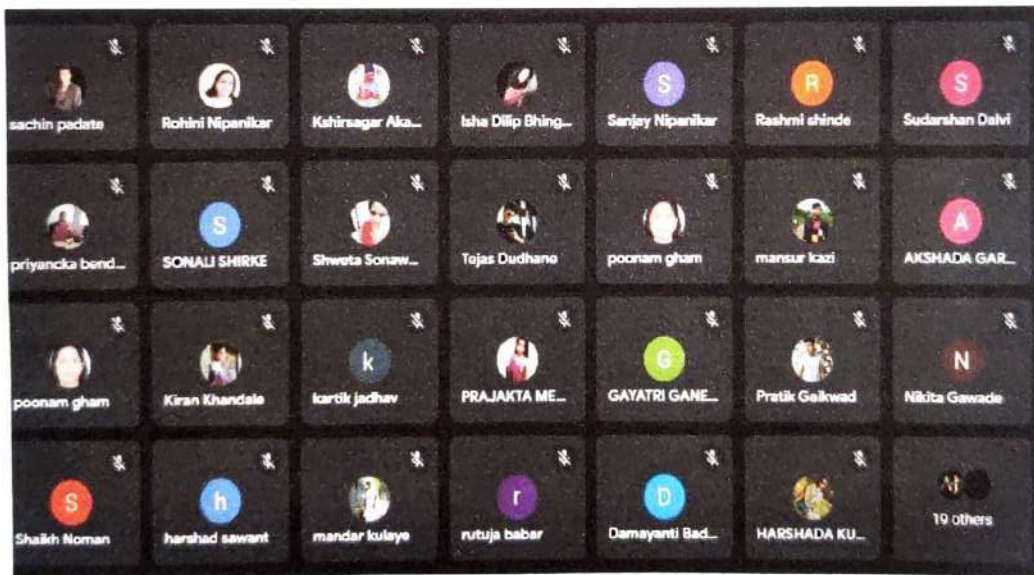 sachin padate
Rohini Nipanikar
Kshirsagar Aka...
Isha Dilip Bhing...
S
Sanjay Nipanikar
R
Rashmi shinde
S
Sudarshan Dalvi
priyancka bend...
S
SONALI SHIRKE
Shweta Sonaw...
Tejas Dudhane
poonam gham
mansur kazi
A
AKSHADA GAR...
poonam gham
Kiran Khandale
k
kartik jadhav
PRAJAKTA ME...
G
GAYATRI GANE...
Pratik Gaikwad
N
Nikita Gawade
S
Shaikh Noman
h
harshad sawant
mandar kulaye
r
rutuja babar
D
Damayanti Bad...
HARSHADA KU...
19 others